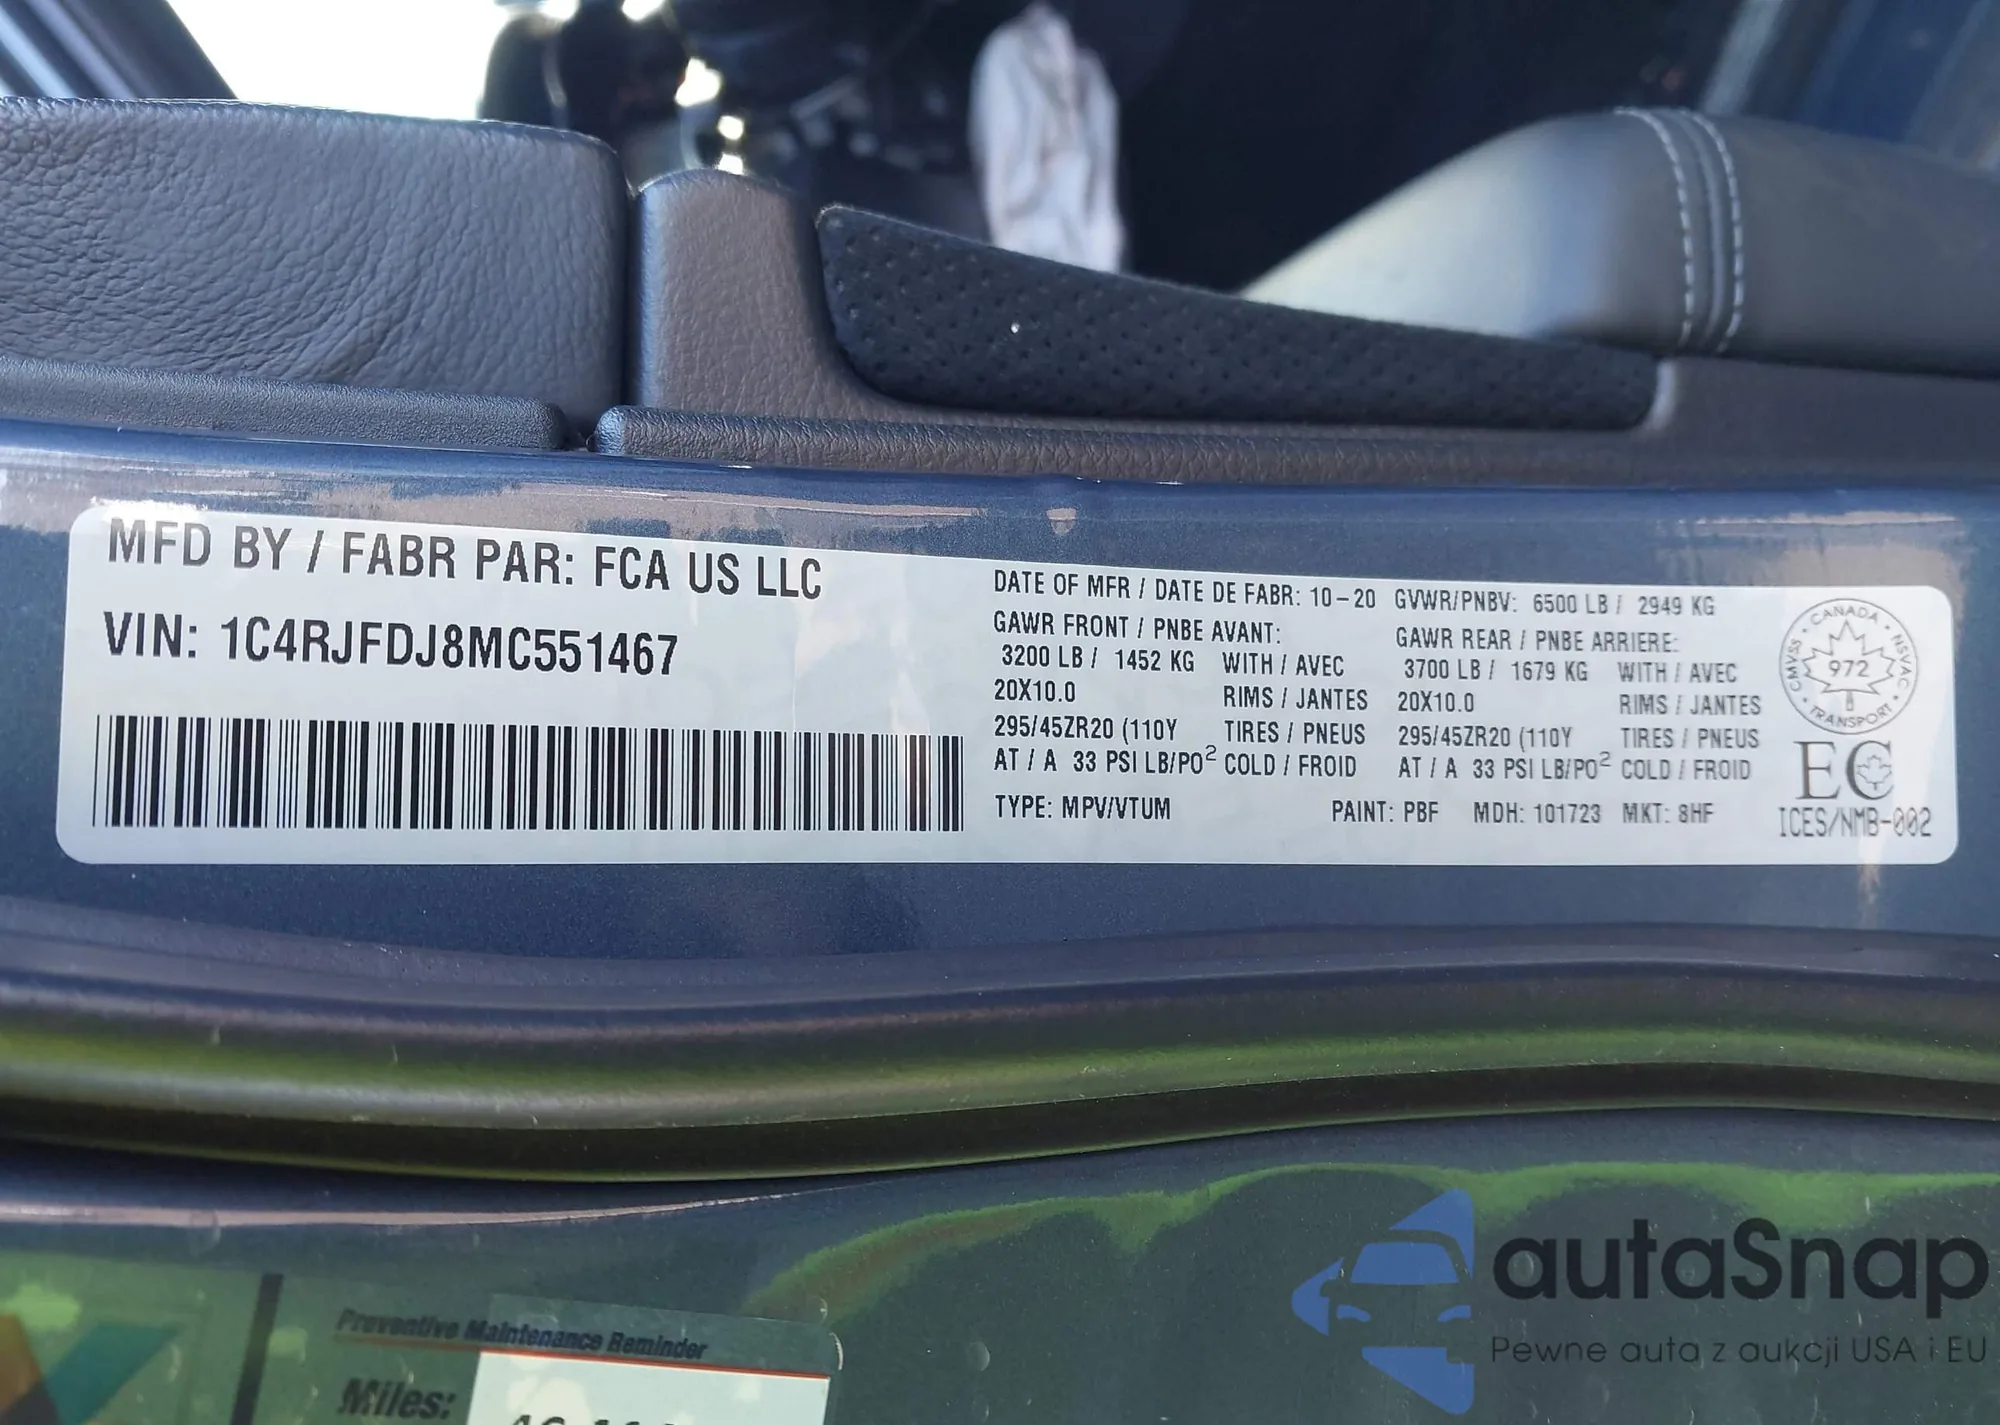 MFD BY / FABR PAR: FCA US LLC
VIN: 1C4RJFDJ8MC551467
DATE OF MFR / DATE DE FABR: 10-20 GVWR/PNBV: 6500 LB / 2949 KG
GAWR FRONT / PNBE AVANT: GAWR REAR / PNBE ARRIERE:
3200 LB / 1452 KG WITH / AVEC 3700 LB / 1679 KG WITH / AVEC
20X10.0 RIMS / JANTES 20X10.0 RIMS / JANTES
295/45ZR20 (110Y TIRES / PNEUS 295/45ZR20 (110Y TIRES / PNEUS
AT / A 33 PSI LB/PO² COLD / FROID AT / A 33 PSI LB/PO² COLD / FROID
TYPE: MPV/VTUM PAINT: PBF MDH: 101723 MKT: 8HF
CANADA • NSVAC • TRANSPORT • CMVSS •
972
EC
ICES/NMB-002
Preventive Maintenance Reminder
Miles:
autaSnap
Pewne auta z aukcji USA i EU